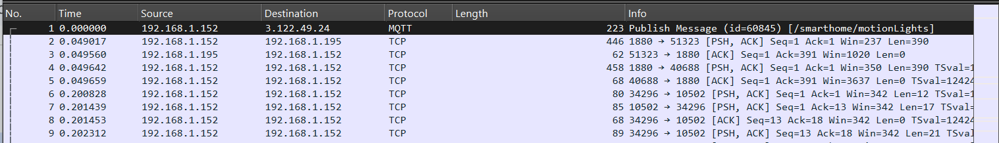 No. Time Source Destination Protocol Length Info
1 0.000000 192.168.1.152 3.122.49.24 MQTT 223 Publish Message (id=60845) [/smarthome/motionLights]
2 0.049017 192.168.1.152 192.168.1.195 TCP 446 1880 → 51323 [PSH, ACK] Seq=1 Ack=1 Win=237 Len=390
3 0.049560 192.168.1.195 192.168.1.152 TCP 62 51323 → 1880 [ACK] Seq=1 Ack=391 Win=1020 Len=0
4 0.049642 192.168.1.152 192.168.1.152 TCP 458 1880 → 40688 [PSH, ACK] Seq=1 Ack=1 Win=350 Len=390 TSval=1
5 0.049659 192.168.1.152 192.168.1.152 TCP 68 40688 → 1880 [ACK] Seq=1 Ack=391 Win=3637 Len=0 TSval=12424
6 0.200828 192.168.1.152 192.168.1.152 TCP 80 34296 → 10502 [PSH, ACK] Seq=1 Ack=1 Win=342 Len=12 TSval=1
7 0.201439 192.168.1.152 192.168.1.152 TCP 85 10502 → 34296 [PSH, ACK] Seq=1 Ack=13 Win=342 Len=17 TSval=
8 0.201453 192.168.1.152 192.168.1.152 TCP 68 34296 → 10502 [ACK] Seq=13 Ack=18 Win=342 Len=0 TSval=12424
9 0.202312 192.168.1.152 192.168.1.152 TCP 89 34296 → 10502 [PSH, ACK] Seq=13 Ack=18 Win=342 Len=21 TSval